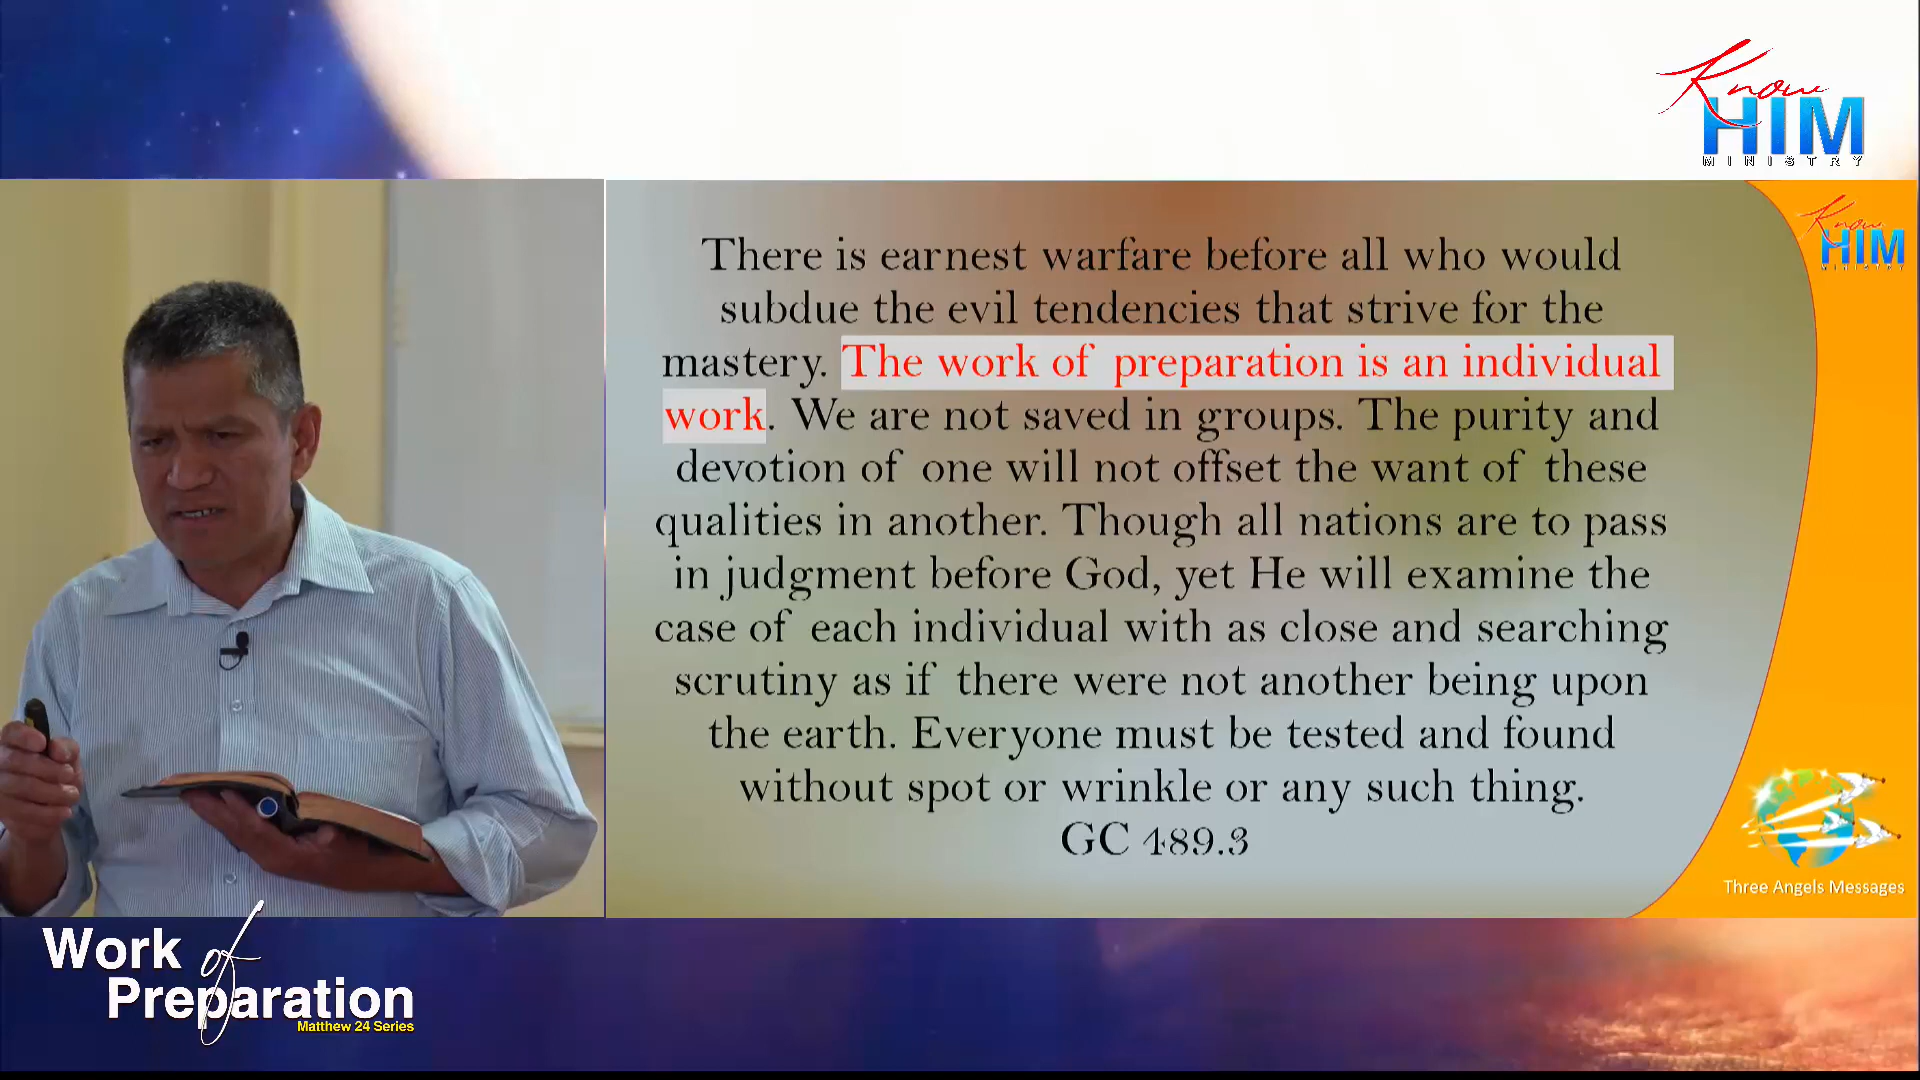 Know
HIM
MINISTRY
There is earnest warfare before all who would
subdue the evil tendencies that strive for the
mastery. The work of preparation is an individual
work. We are not saved in groups. The purity and
devotion of one will not offset the want of these
qualities in another. Though all nations are to pass
in judgment before God, yet He will examine the
case of each individual with as close and searching
scrutiny as if there were not another being upon
the earth. Everyone must be tested and found
without spot or wrinkle or any such thing.
GC 489.3
Know
HIM
MINISTRY
Three Angels Messages
Work of
Preparation
Matthew 24 Series